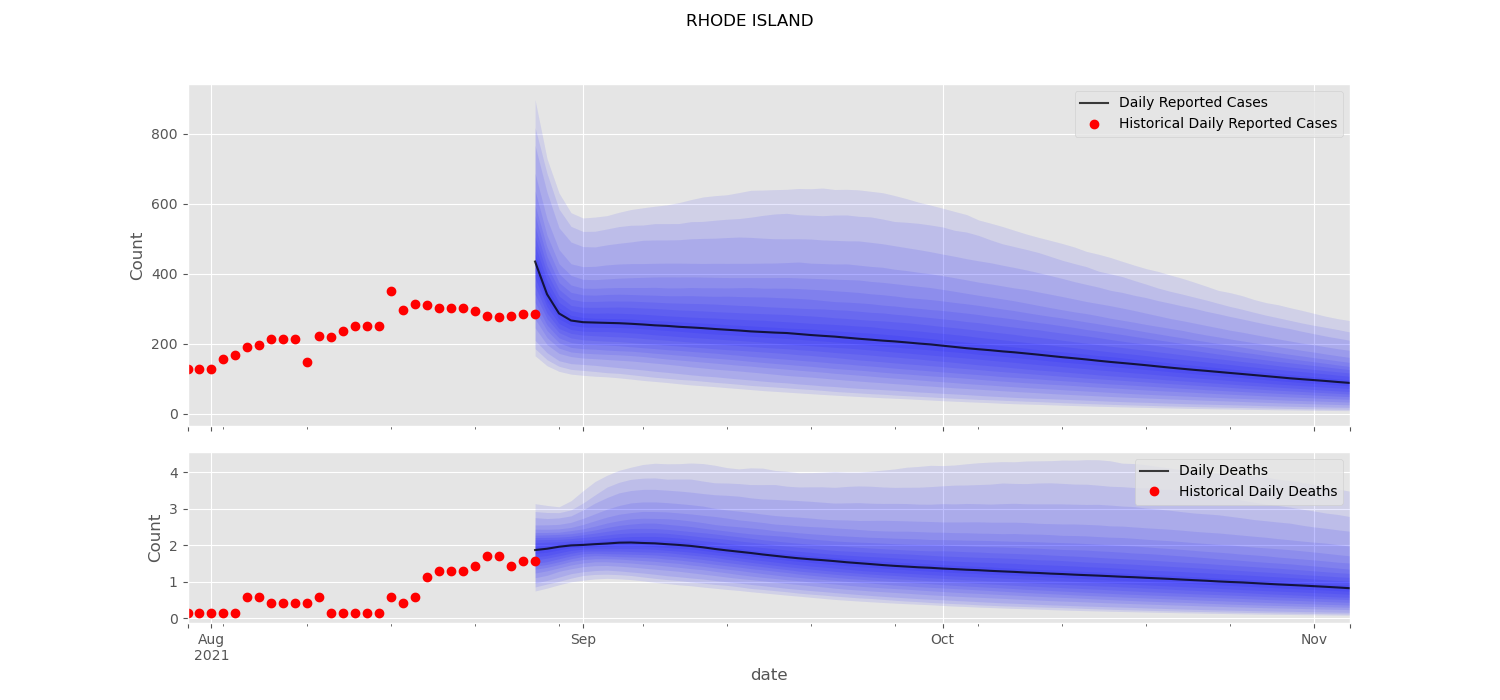 RHODE ISLAND
Daily Reported Cases
Historical Daily Reported Cases
Count
800
600
400
200
0
Daily Deaths
Historical Daily Deaths
Count
4
3
2
1
0
Aug
2021
Sep
Oct
Nov
date